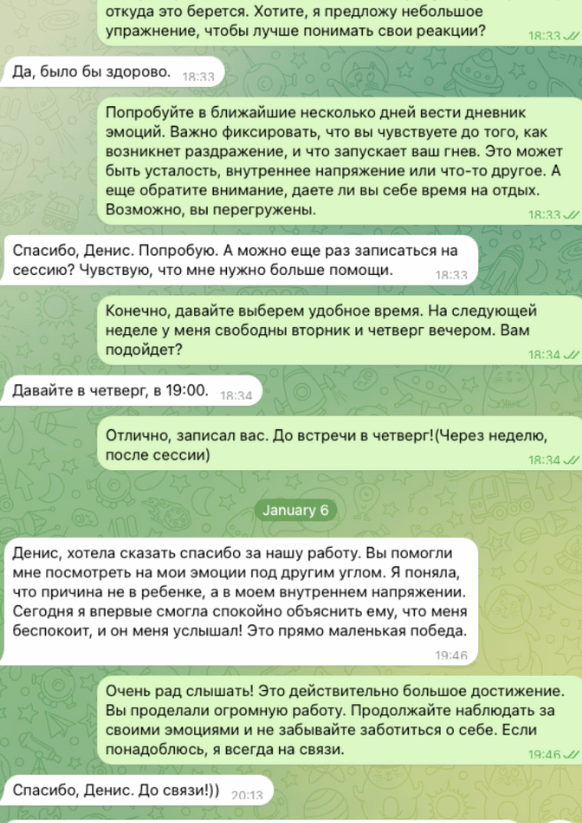 откуда это берется. Хотите, я предложу небольшое
упражнение, чтобы лучше понимать свои реакции?
18:33
Да, было бы здорово.
18:33
Попробуйте в ближайшие несколько дней вести дневник
эмоций. Важно фиксировать, что вы чувствуете до того, как
возникнет раздражение, и что запускает ваш гнев. Это может
быть усталость, внутреннее напряжение или что-то другое. А
еще обратите внимание, даете ли вы себе время на отдых.
Возможно, вы перегружены.
18:33
Спасибо, Денис. Попробую. А можно еще раз записаться на
сессию? Чувствую, что мне нужно больше помощи.
18:33
Конечно, давайте выберем удобное время. На следующей
неделе у меня свободны вторник и четверг вечером. Вам
подойдет?
18:34
Давайте в четверг, в 19:00.
18:34
Отлично, записал вас. До встречи в четверг!(Через неделю,
после сессии)
18:34
January 6
Денис, хотела сказать спасибо за нашу работу. Вы помогли
мне посмотреть на мои эмоции под другим углом. Я поняла,
что причина не в ребенке, а в моем внутреннем напряжении.
Сегодня я впервые смогла спокойно объяснить ему, что меня
беспокоит, и он меня услышал! Это прямо маленькая победа.
19:46
Очень рад слышать! Это действительно большое достижение.
Вы проделали огромную работу. Продолжайте наблюдать за
своими эмоциями и не забывайте заботиться о себе. Если
понадоблюсь, я всегда на связи.
19:46
Спасибо, Денис. До связи!))
20:13